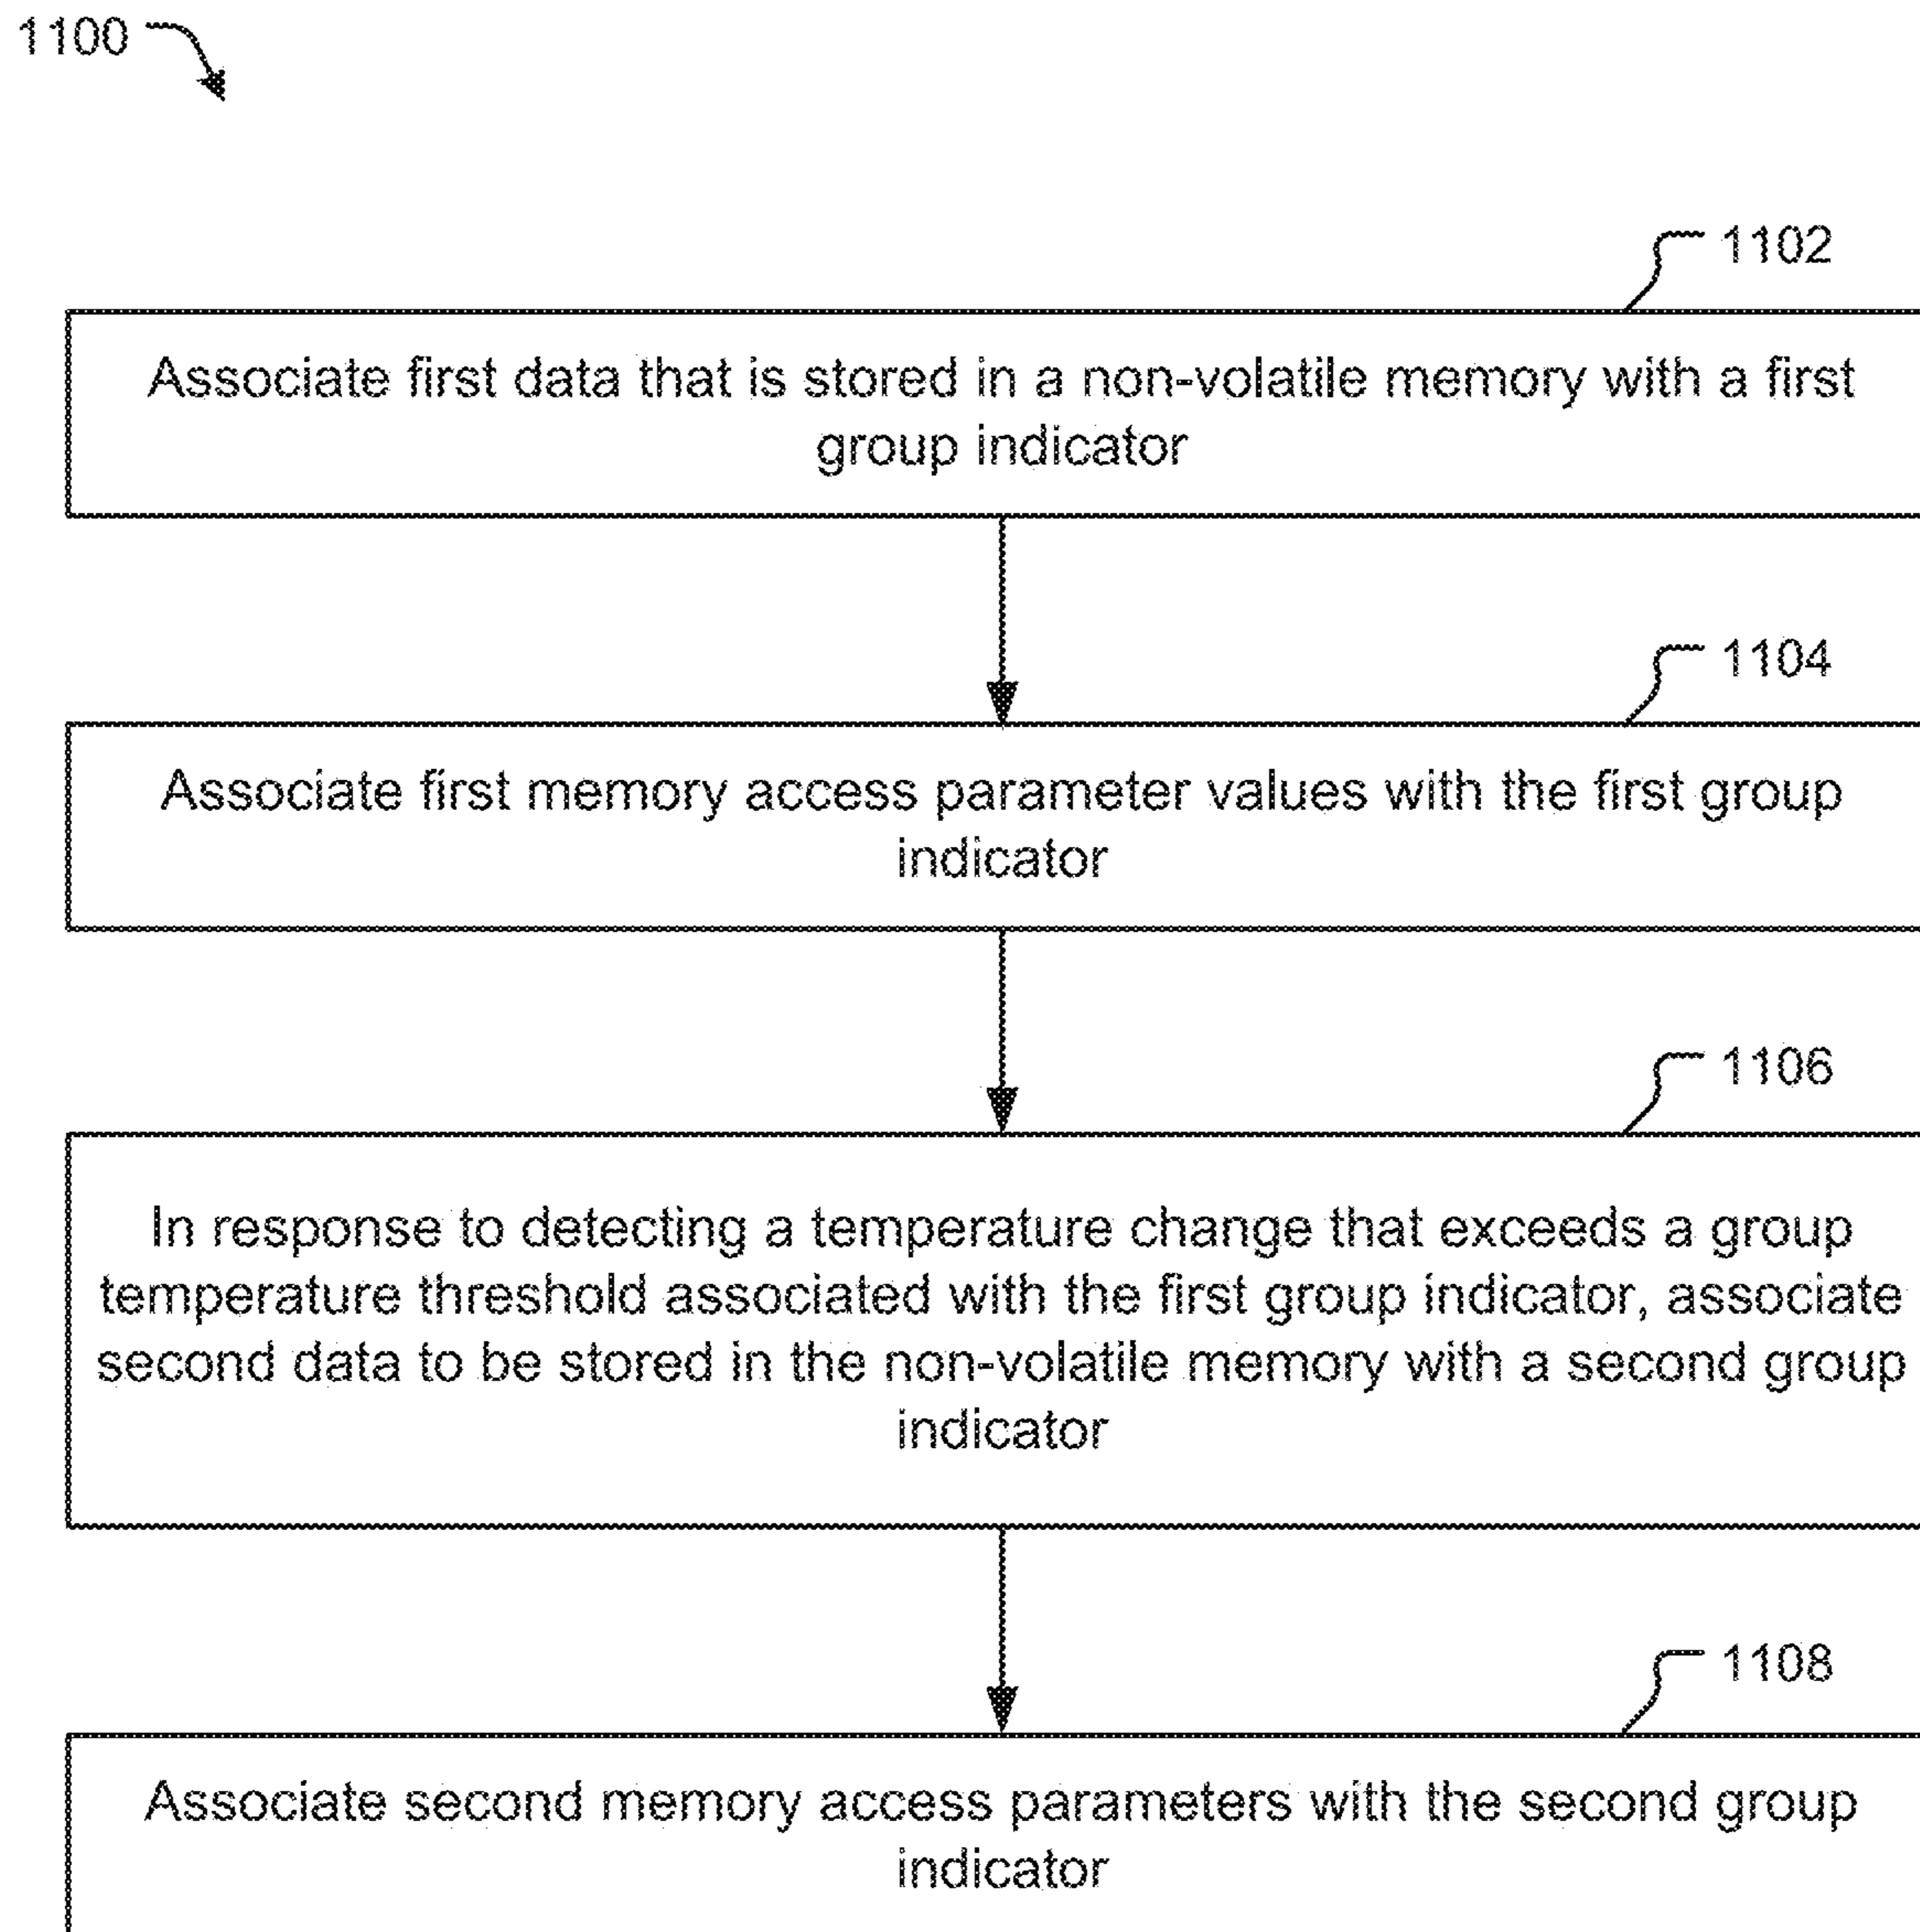 1100
1102
Associate first data that is stored in a non-volatile memory with a first
group indicator
1104
Associate first memory access parameter values with the first group
indicator
1106
In response to detecting a temperature change that exceeds a group
temperature threshold associated with the first group indicator, associate
second data to be stored in the non-volatile memory with a second group
indicator
1108
Associate second memory access parameters with the second group
indicator